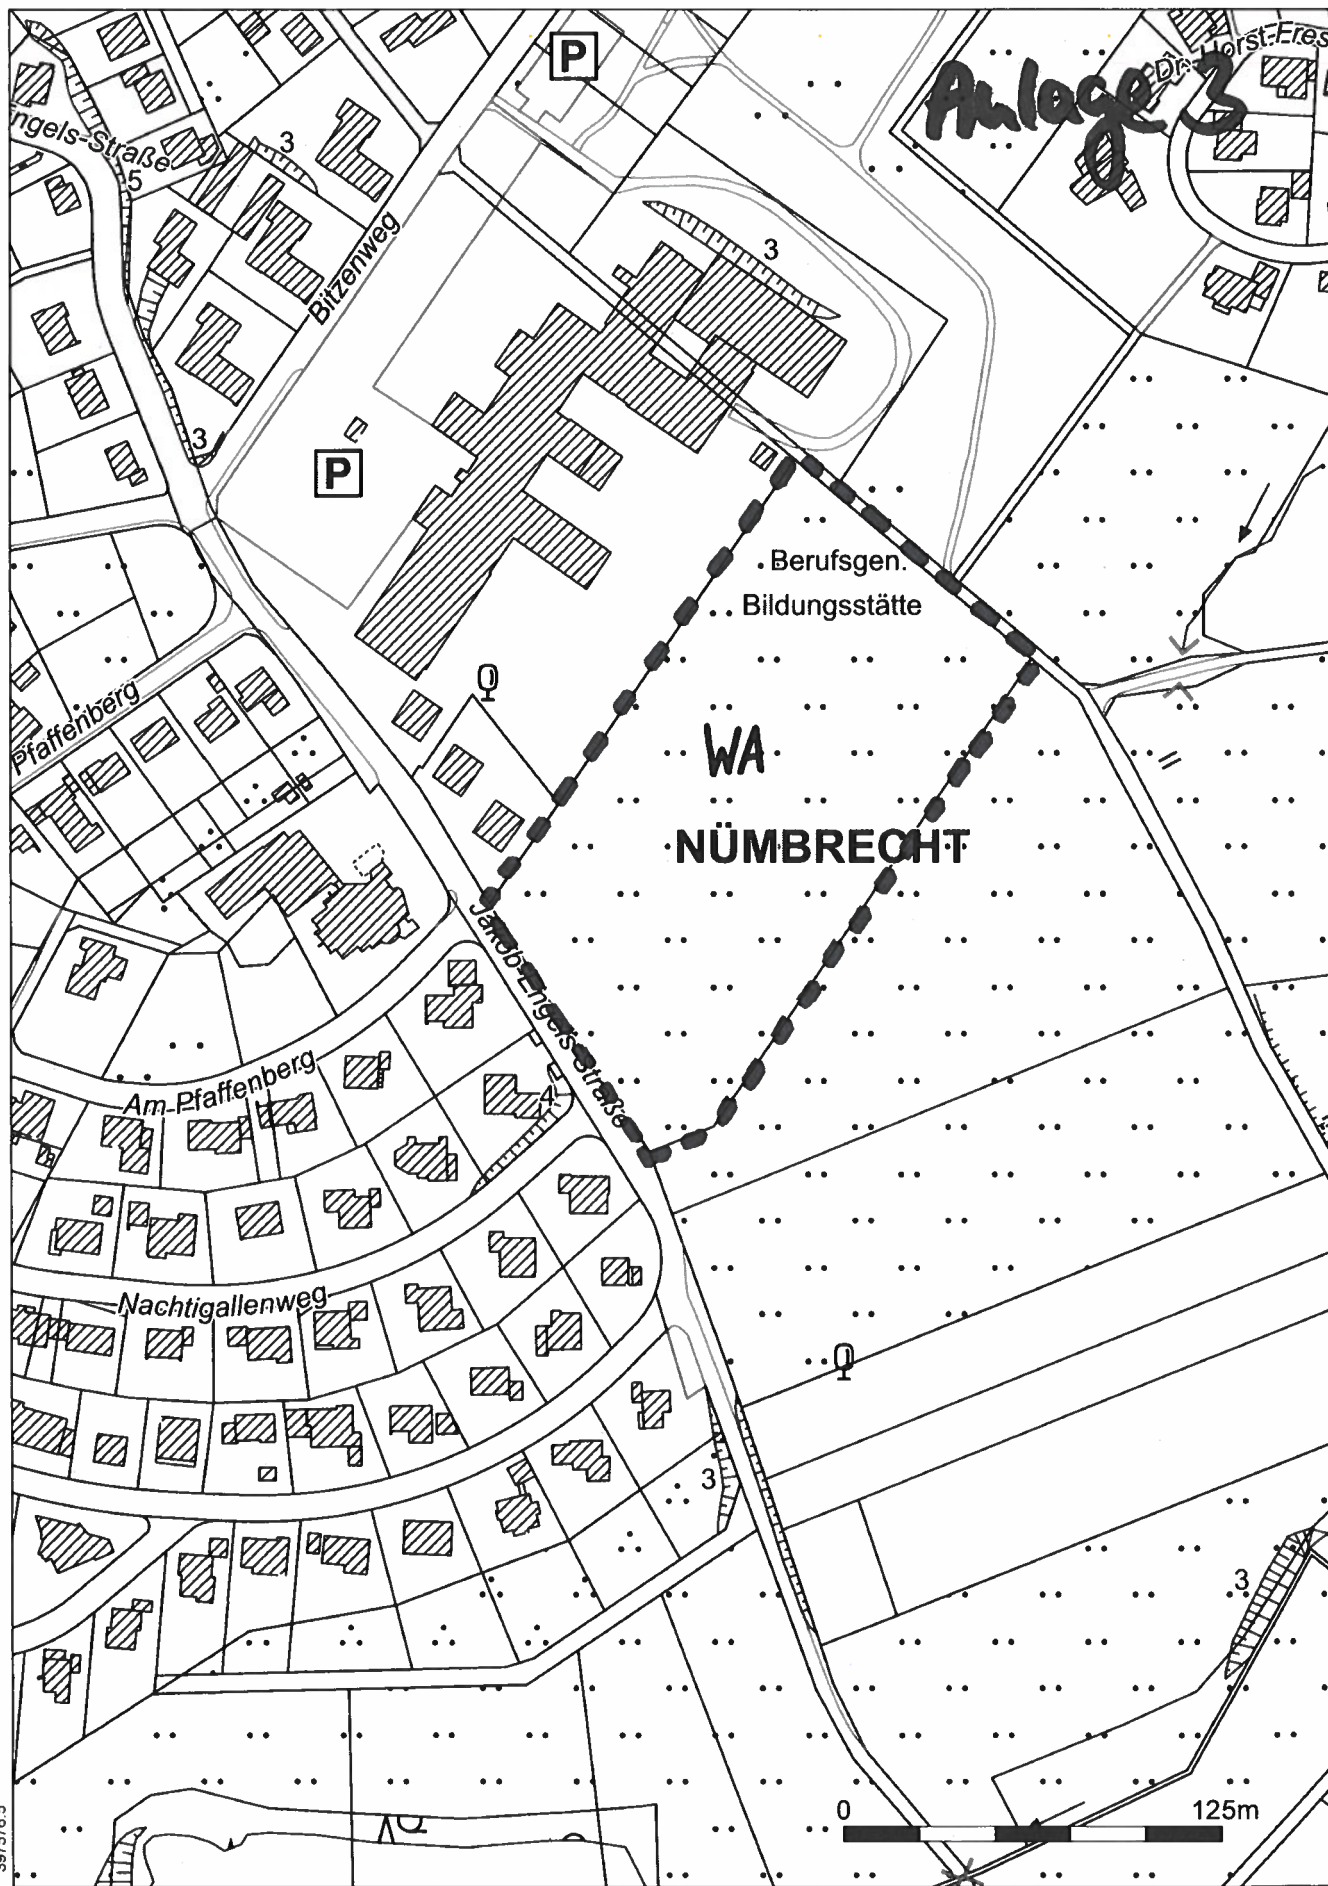 P
Dr.-Horst-Fres
Anlage 3
ngels-Straße
3
5
Bitzenweg
3
3
P
Berufsgen.
Bildungsstätte
Pfaffenberg
WA
NÜMBRECHT
Jakob-Engels-Straße
Am-Pfaffenberg
4
Nachtigallenweg
3
3
0
125m